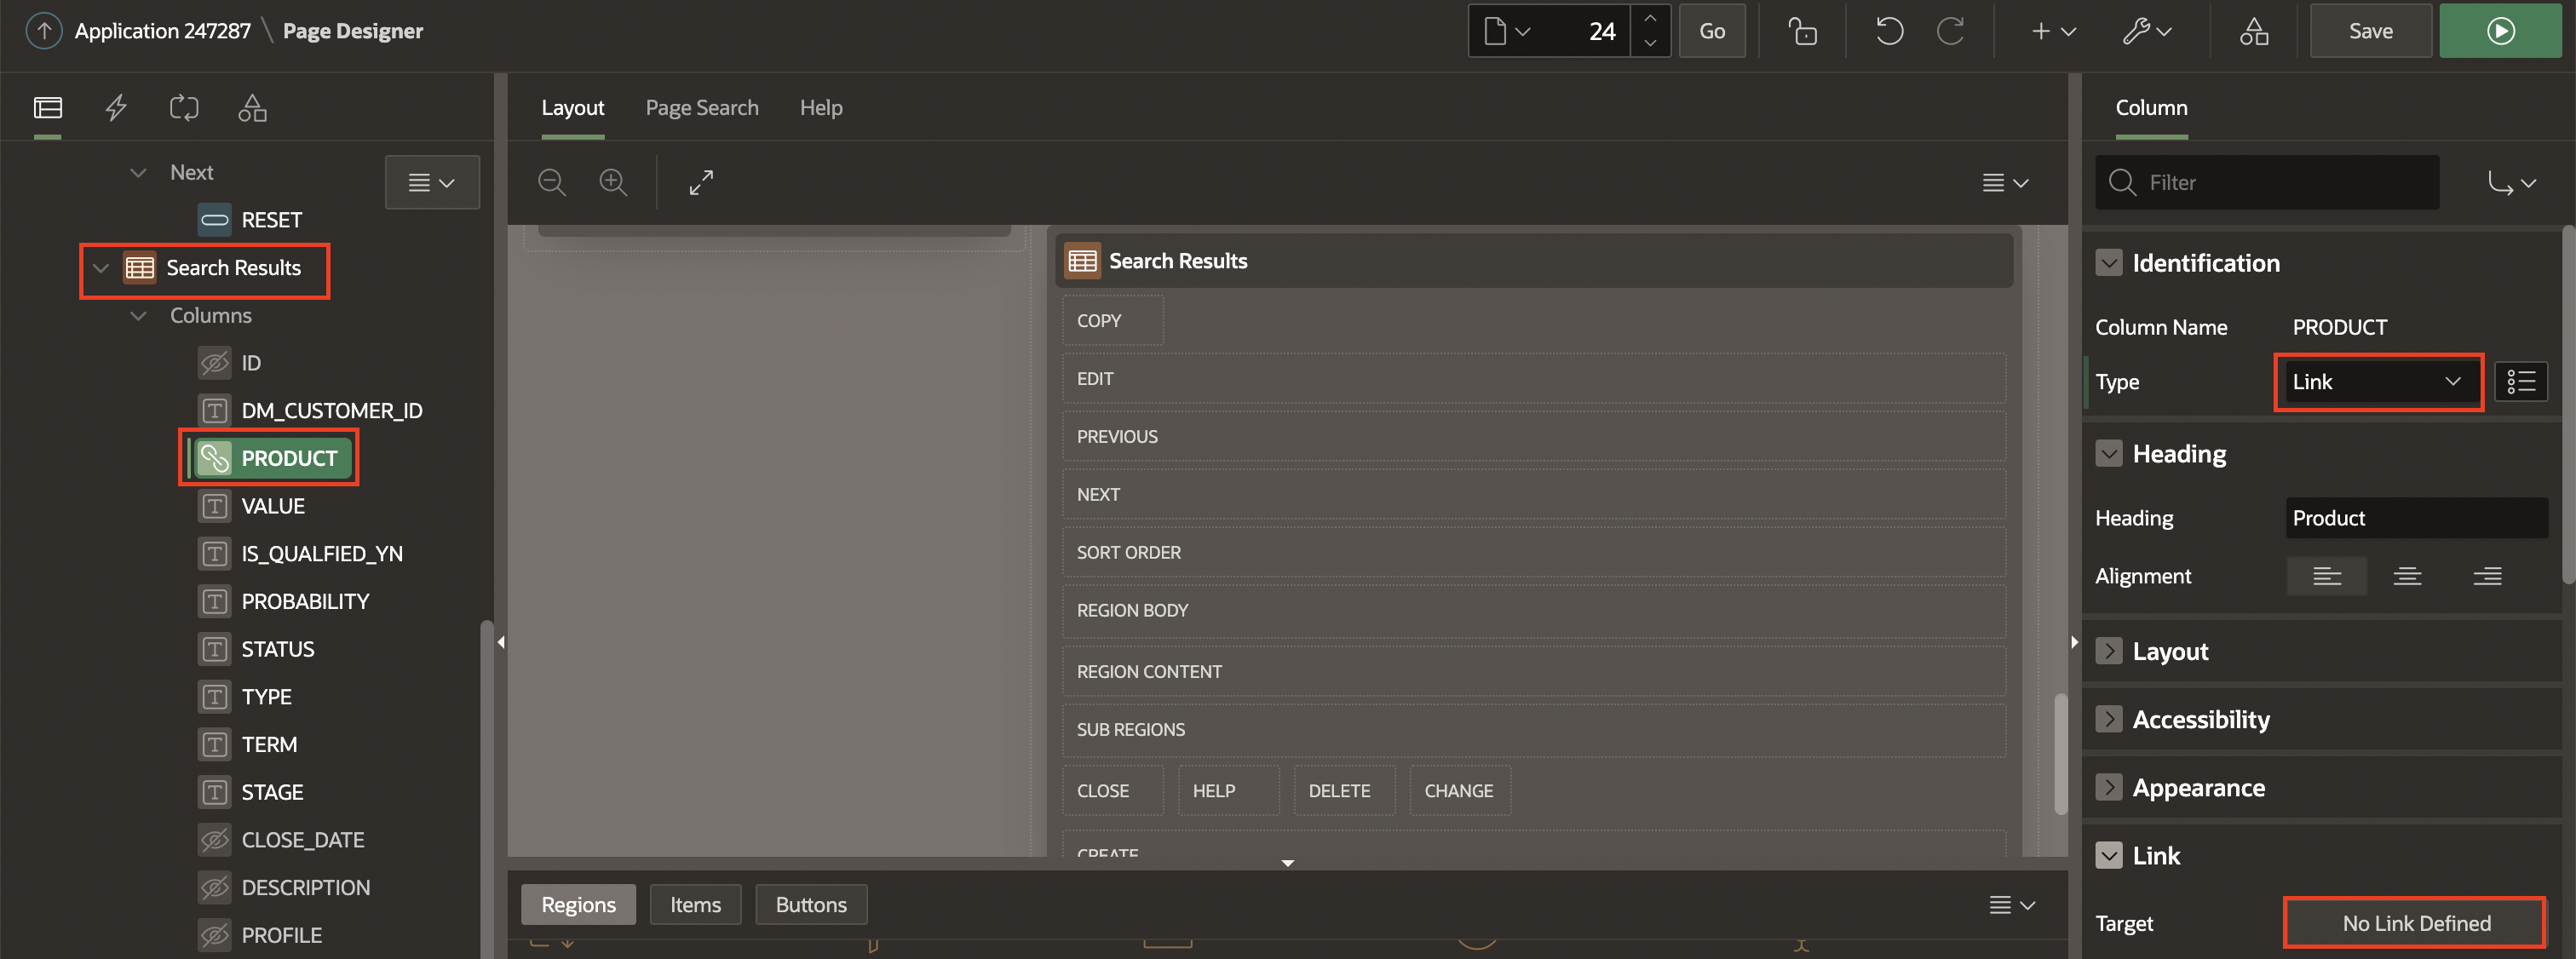 Application 247287 \ Page Designer
24
Go
Save
Next
RESET
Search Results
Columns
ID
DM_CUSTOMER_ID
PRODUCT
VALUE
IS_QUALFIED_YN
PROBABILITY
STATUS
TYPE
TERM
STAGE
CLOSE_DATE
DESCRIPTION
PROFILE
Layout Page Search Help
Search Results
COPY
EDIT
PREVIOUS
NEXT
SORT ORDER
REGION BODY
REGION CONTENT
SUB REGIONS
CLOSE HELP DELETE CHANGE
CREATE
Regions Items Buttons
Column
Filter
Identification
Column Name PRODUCT
Type Link
Heading
Heading Product
Alignment
Layout
Accessibility
Appearance
Link
Target No Link Defined